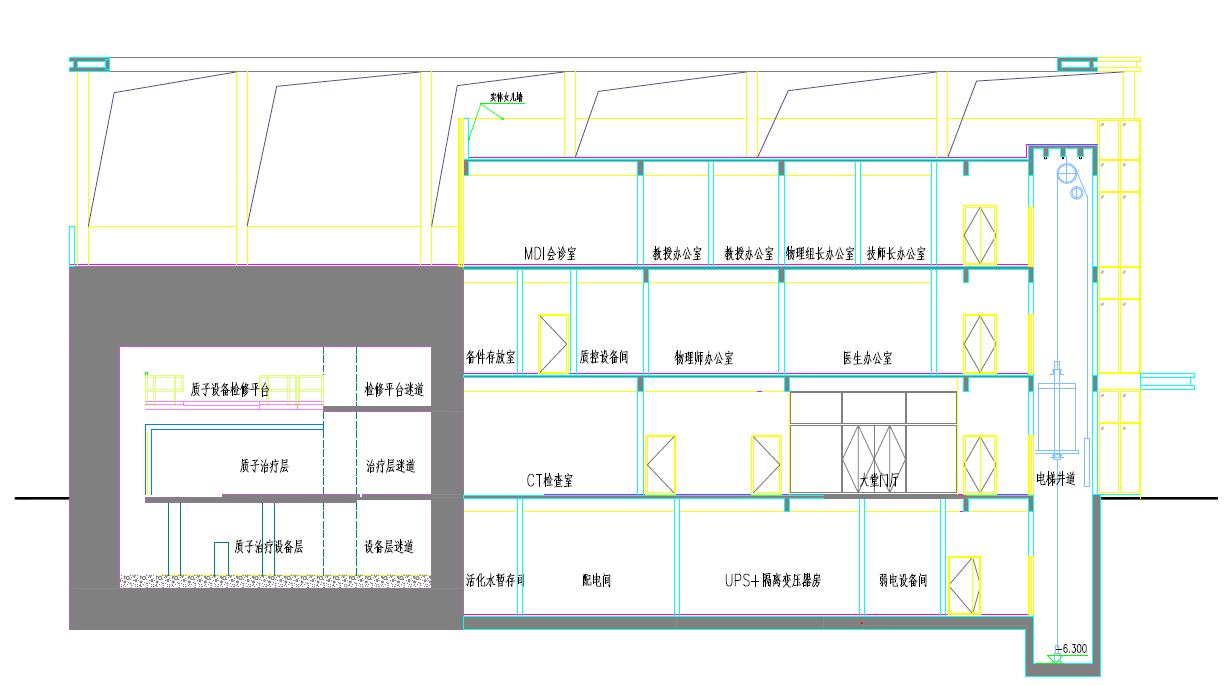 实体女儿墙
MDI会诊室
教授办公室
教授办公室
物理组长办公室
技师长办公室
备件存放室
质控设备间
物理师办公室
医生办公室
质子设备检修平台
检修平台迷道
质子治疗层
治疗层迷道
CT检查室
大堂门厅
电梯井道
质子治疗设备层
设备层迷道
活化水暂存间
配电间
UPS+隔离变压器房
弱电设备间
-6.300